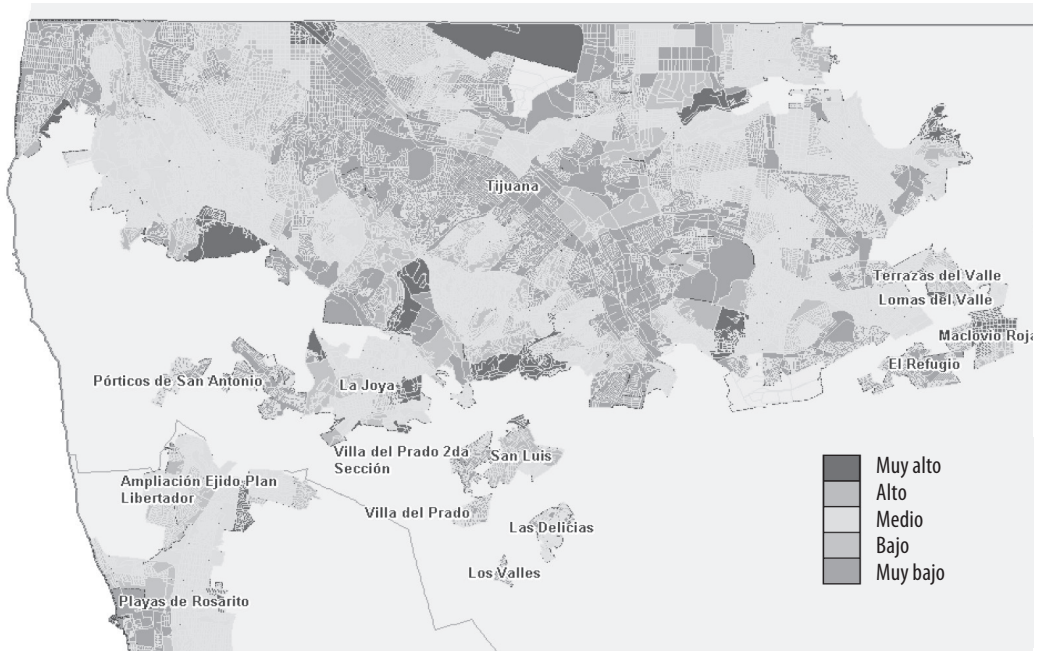 Tijuana
Terrazas del Valle
Lomas del Valle
Maclovio Roja
El Refugio
Pórticos de San Antonio
La Joya
Villa del Prado 2da
Sección
San Luis
Ampliación Ejido Plan
Libertador
Villa del Prado
Las Delicias
Los Valles
Playas de Rosarito
Muy alto
Alto
Medio
Bajo
Muy bajo